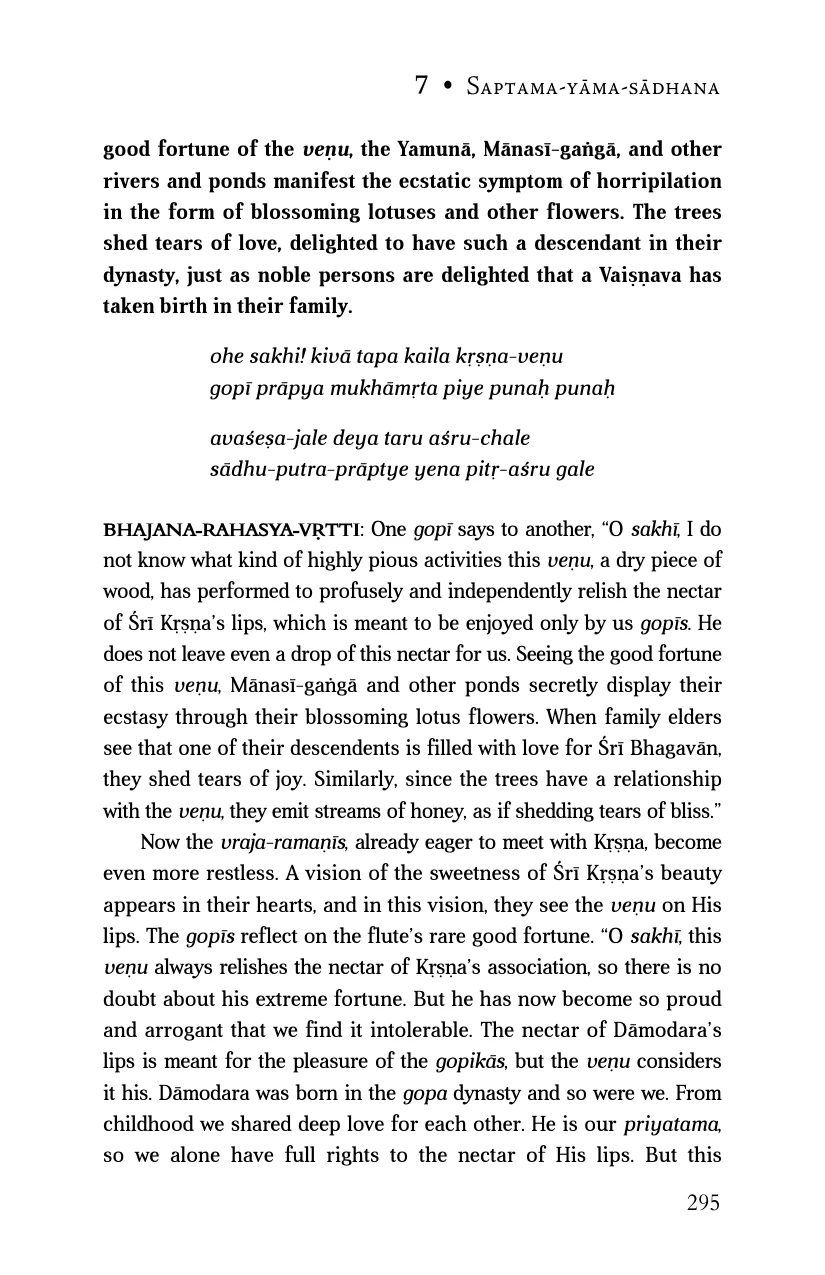 7 • Saptama-yāma-sādhana
good fortune of the veṇu, the Yamunā, Mānasī-gaṅgā, and other
rivers and ponds manifest the ecstatic symptom of horripilation
in the form of blossoming lotuses and other flowers. The trees
shed tears of love, delighted to have such a descendant in their
dynasty, just as noble persons are delighted that a Vaiṣṇava has
taken birth in their family.
ohe sakhi! kivā tapa kaila kṛṣṇa-veṇu
gopī prāpya mukhāmṛta piye punaḥ punaḥ
avaśeṣa-jale deya taru aśru-chale
sādhu-putra-prāptye yena pitṛ-aśru gale
BHAJANA-RAHASYA-VṚTTI: One gopī says to another, “O sakhī, I do
not know what kind of highly pious activities this veṇu, a dry piece of
wood, has performed to profusely and independently relish the nectar
of Śrī Kṛṣṇa’s lips, which is meant to be enjoyed only by us gopīs. He
does not leave even a drop of this nectar for us. Seeing the good fortune
of this veṇu, Mānasī-gaṅgā and other ponds secretly display their
ecstasy through their blossoming lotus flowers. When family elders
see that one of their descendents is filled with love for Śrī Bhagavān,
they shed tears of joy. Similarly, since the trees have a relationship
with the veṇu, they emit streams of honey, as if shedding tears of bliss.”
Now the vraja-ramaṇīs, already eager to meet with Kṛṣṇa, become
even more restless. A vision of the sweetness of Śrī Kṛṣṇa’s beauty
appears in their hearts, and in this vision, they see the veṇu on His
lips. The gopīs reflect on the flute’s rare good fortune. “O sakhī, this
veṇu always relishes the nectar of Kṛṣṇa’s association, so there is no
doubt about his extreme fortune. But he has now become so proud
and arrogant that we find it intolerable. The nectar of Dāmodara’s
lips is meant for the pleasure of the gopikās, but the veṇu considers
it his. Dāmodara was born in the gopa dynasty and so were we. From
childhood we shared deep love for each other. He is our priyatama,
so we alone have full rights to the nectar of His lips. But this
295